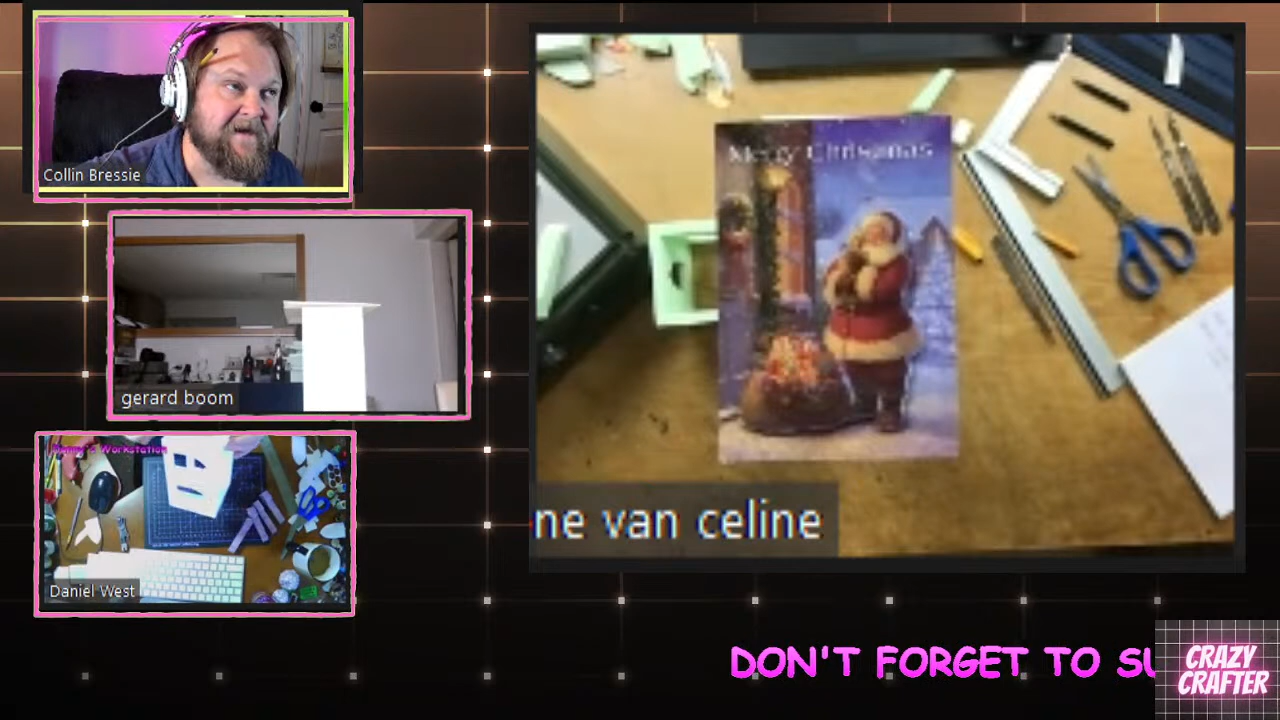 Collin Bressie
gerard boom
Daniel West
Merry Christmas
ne van celine
DON'T FORGET TO SU
CRAZY
CRAFTER